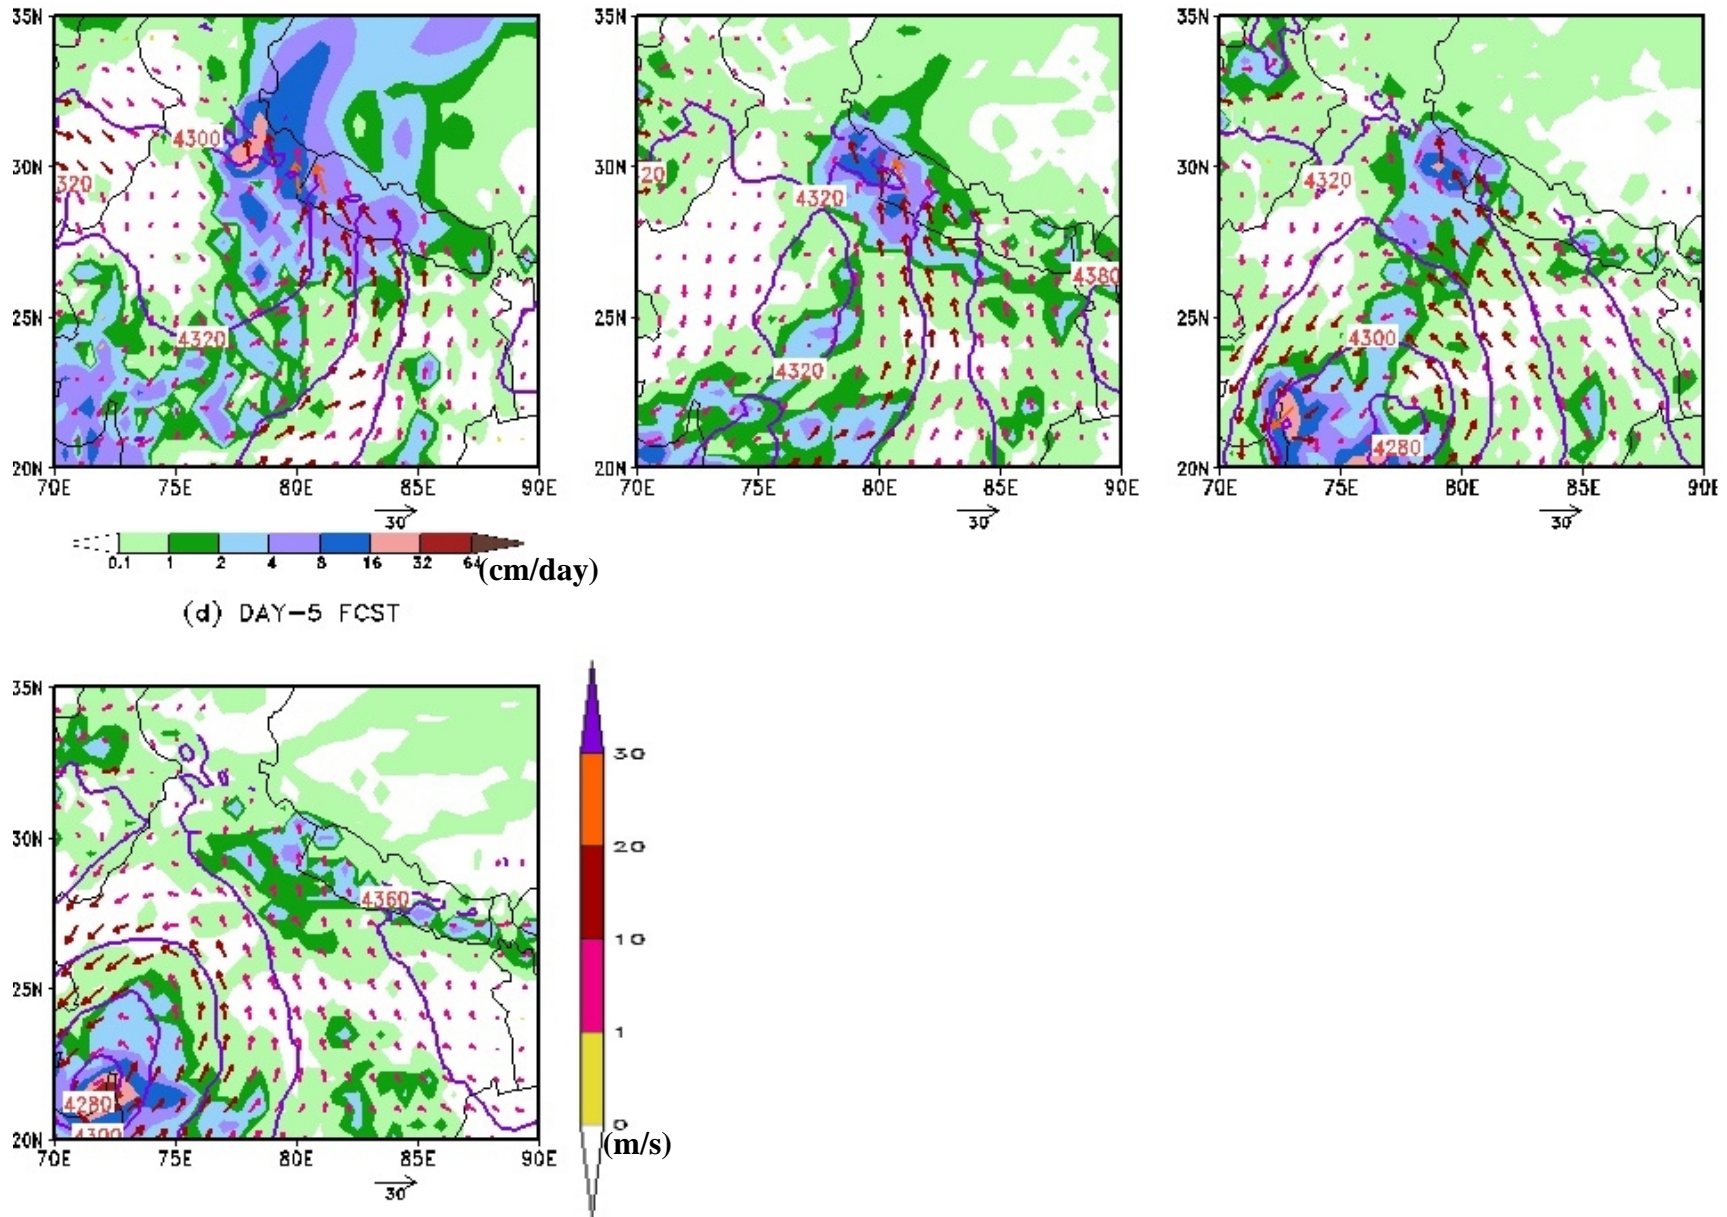 35N 35N 35N
4300
30N 30N 30N
320 20 4320
4320
4380
25N 25N 25N
4320 4300
4320
4280
20N 20N 20N
70E 75E 80E 85E 90E 70E 75E 80E 85E 90E 70E 75E 80E 85E 90E
30 30 30
0.1 1 2 4 8 16 32 64 (cm/day)
(d) DAY-5 FCST
35N
30
30N 20
4360
10
25N
1
4280
4300
20N 0
(m/s)
70E 75E 80E 85E 90E
30